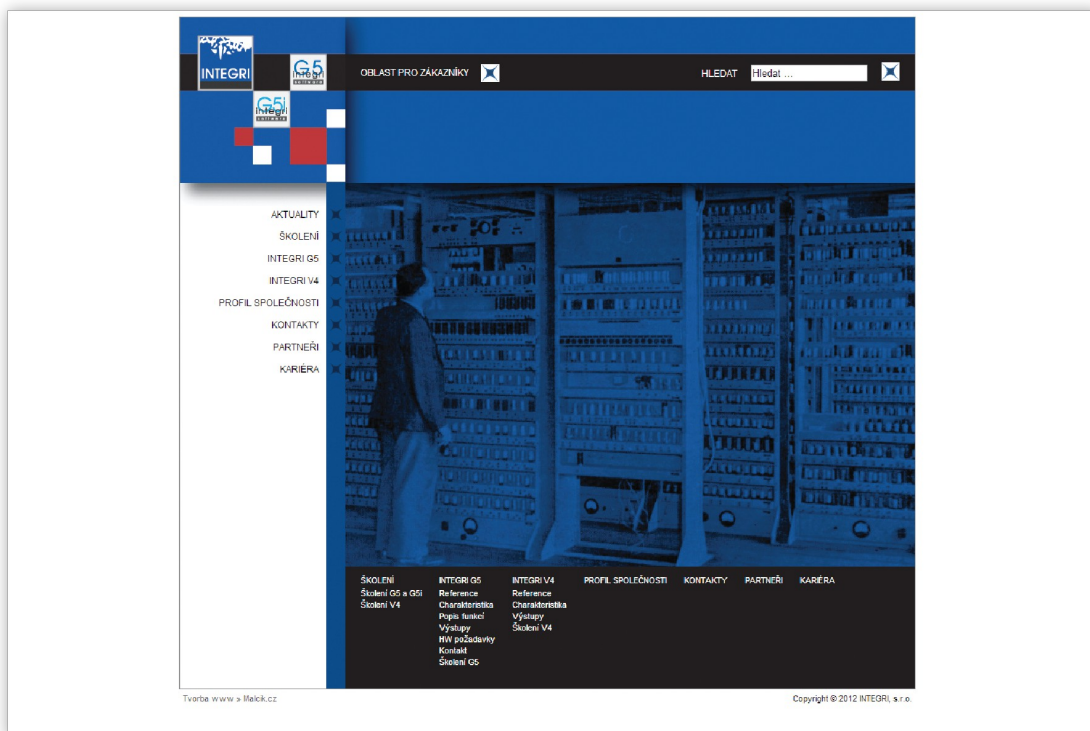 INTEGRI
G5
integri
software
OBLAST PRO ZÁKAZNÍKY
HLEDAT
Hledat ...
G5i
integri
software
AKTUALITY
ŠKOLENÍ
INTEGRI G5
INTEGRI V4
PROFIL SPOLEČNOSTI
KONTAKTY
PARTNEŘI
KARIÉRA
ŠKOLENÍ
Školení G5 a G5i
Školení V4
INTEGRI G5
Reference
Charakteristika
Popis funkcí
Výstupy
HW požadavky
Kontakt
Školení G5
INTEGRI V4
Reference
Charakteristika
Výstupy
Školení V4
PROFIL SPOLEČNOSTI
KONTAKTY
PARTNEŘI
KARIÉRA
Tvorba www » Malcik.cz
Copyright © 2012 INTEGRI, s.r.o.